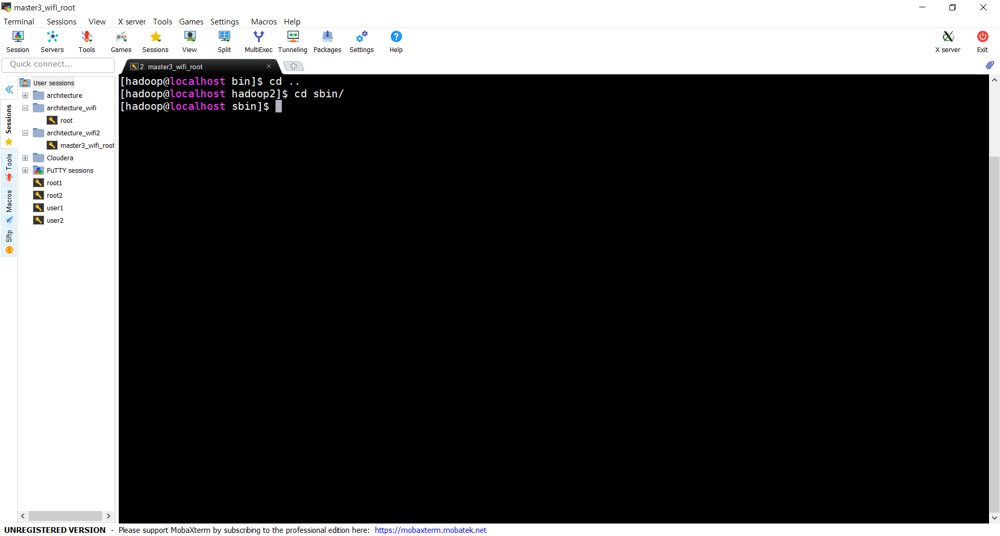 master3_wifi_root
Terminal Sessions View X server Tools Games Settings Macros Help
Session Servers Tools Games Sessions View Split MultiExec Tunneling Packages Settings Help X server Exit
Quick connect...
2. master3_wifi_root
User sessions
architecture
architecture_wifi
root
architecture_wifi2
master3_wifi_root
Cloudera
PuTTY sessions
root1
root2
user1
user2
Sessions
Tools
Macros
Sftp
[hadoop@localhost bin]$ cd ..
[hadoop@localhost hadoop2]$ cd sbin/
[hadoop@localhost sbin]$
UNREGISTERED VERSION - Please support MobaXterm by subscribing to the professional edition here: https://mobaxterm.mobatek.net